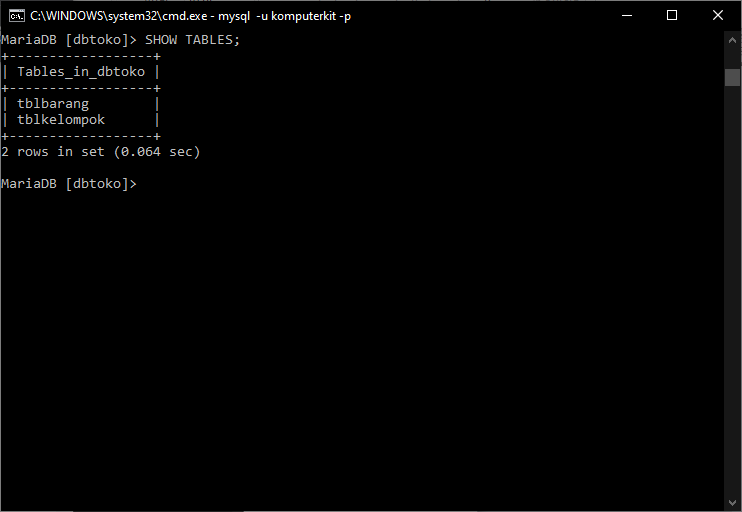 C:\WINDOWS\system32\cmd.exe - mysql  -u komputerkit -p
MariaDB [dbtoko]> SHOW TABLES;
+------------------+
| Tables_in_dbtoko |
+------------------+
| tblbarang        |
| tblkelompok      |
+------------------+
2 rows in set (0.064 sec)
MariaDB [dbtoko]>